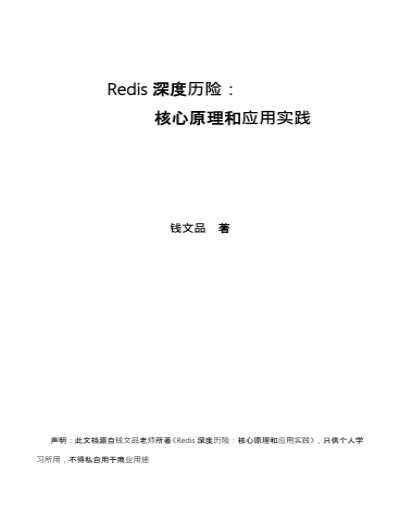 Redis 深度历险：
核心原理和应用实践
钱文品 著
声明：此文档源自钱文品老师所著《Redis 深度历险：核心原理和应用实践》，只供个人学
习所用，不得私自用于商业用途